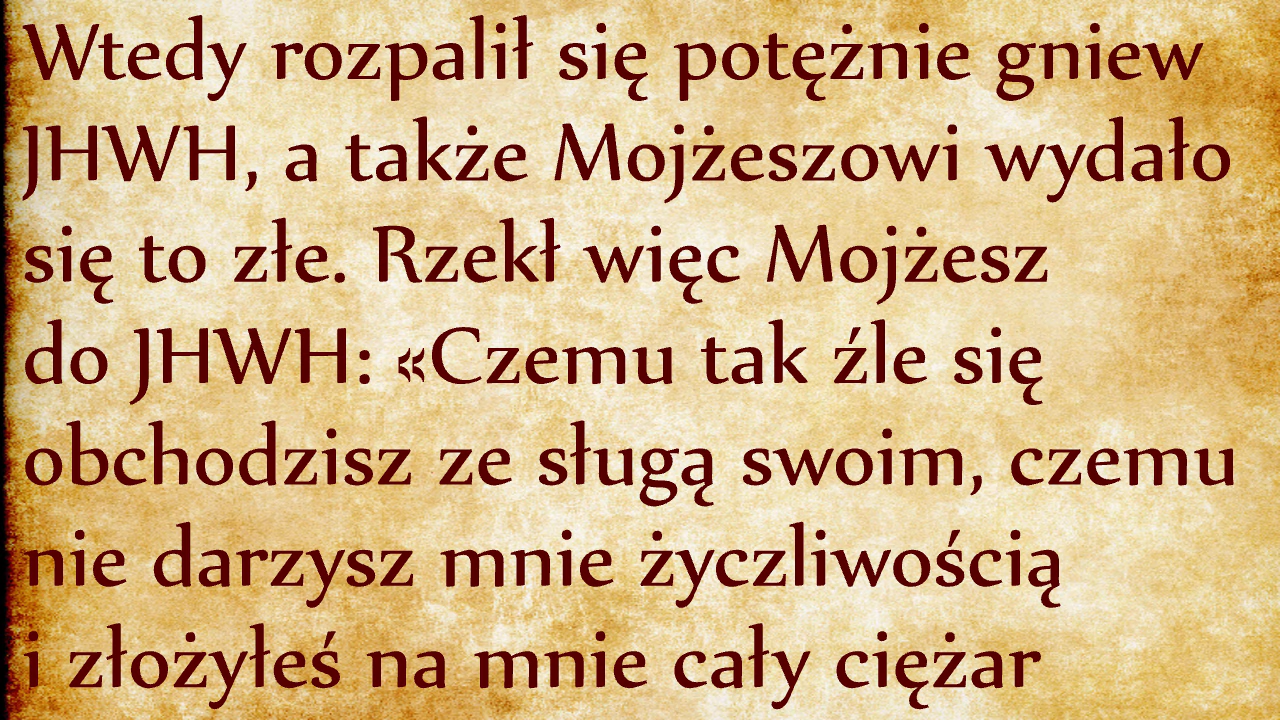 Wtedy rozpalił się potężnie gniew
JHWH, a także Mojżeszowi wydało
się to złe. Rzekł więc Mojżesz
do JHWH: «Czemu tak źle się
obchodzisz ze sługą swoim, czemu
nie darzysz mnie życzliwością
i złożyłeś na mnie cały ciężar